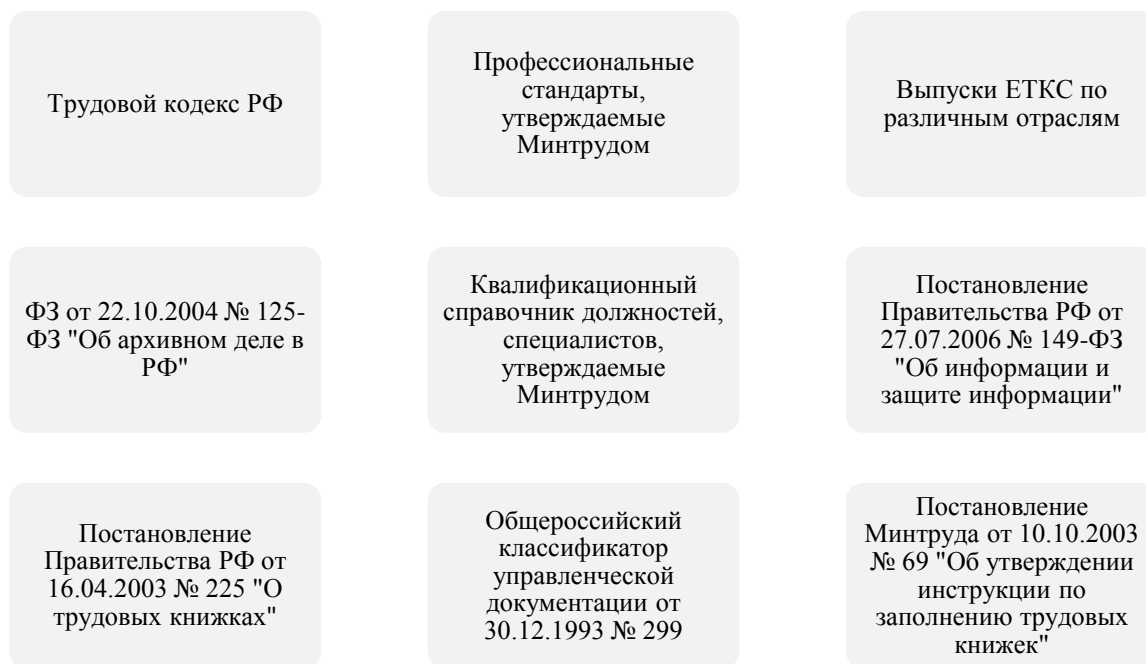 Трудовой кодекс РФ
Профессиональные
стандарты,
утверждаемые
Минтрудом
Выпуски ЕТКС по
различным отраслям
ФЗ от 22.10.2004 № 125-
ФЗ "Об архивном деле в
РФ"
Квалификационный
справочник должностей,
специалистов,
утверждаемые
Минтрудом
Постановление
Правительства РФ от
27.07.2006 № 149-ФЗ
"Об информации и
защите информации"
Постановление
Правительства РФ от
16.04.2003 № 225 "О
трудовых книжках"
Общероссийский
классификатор
управленческой
документации от
30.12.1993 № 299
Постановление
Минтруда от 10.10.2003
№ 69 "Об утверждении
инструкции по
заполнению трудовых
книжек"